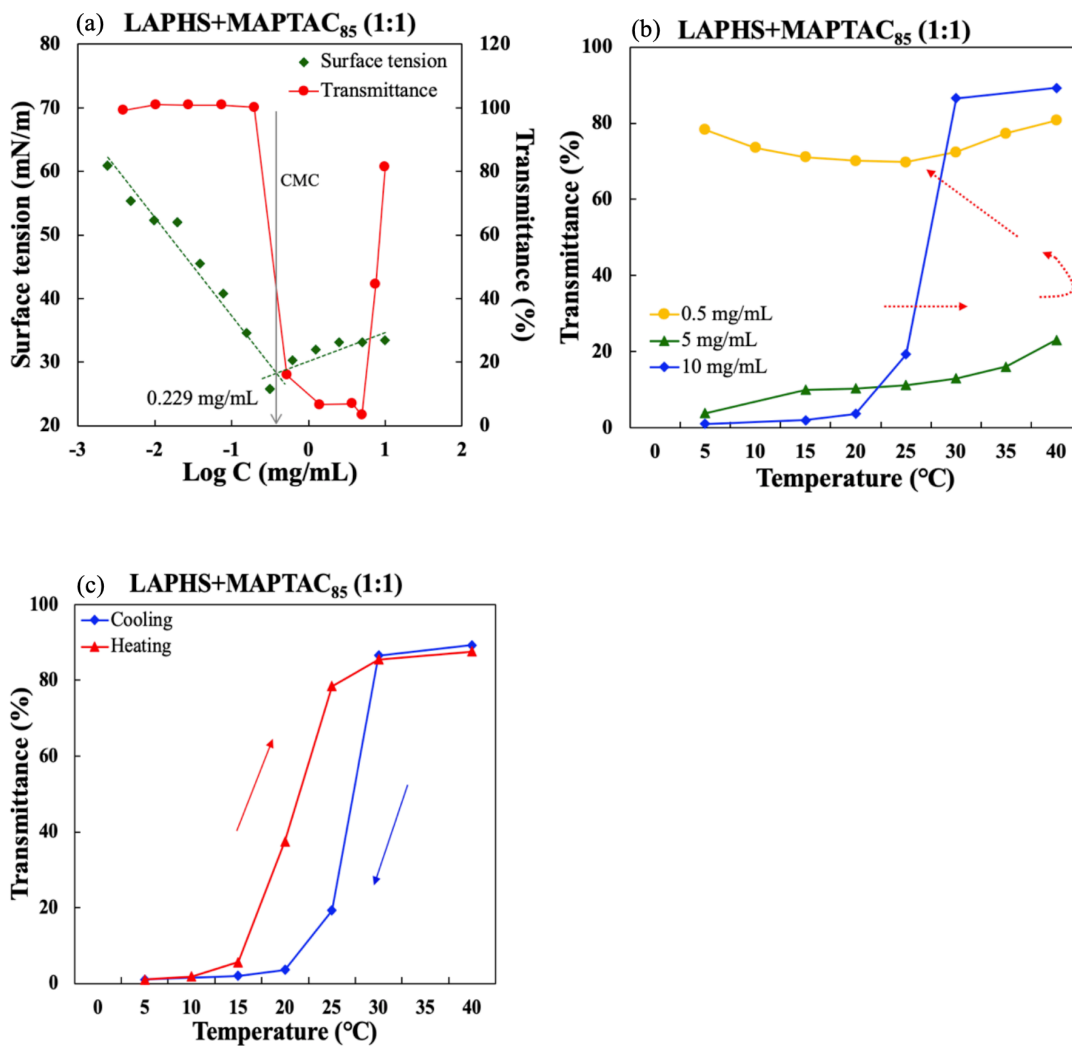 (a)
LAPHS+MAPTAC85 (1:1)
80
70
60
50
40
30
20
Surface tension (mN/m)
120
100
80
60
40
20
0
Transmittance (%)
Surface tension
Transmittance
CMC
0.229 mg/mL
-3
-2
-1
0
1
2
Log C (mg/mL)
(b)
LAPHS+MAPTAC85 (1:1)
100
80
60
40
20
0
Transmittance (%)
0.5 mg/mL
5 mg/mL
10 mg/mL
0
5
10
15
20
25
30
35
40
Temperature (℃)
(c)
LAPHS+MAPTAC85 (1:1)
100
80
60
40
20
0
Transmittance (%)
Cooling
Heating
0
5
10
15
20
25
30
35
40
Temperature (℃)